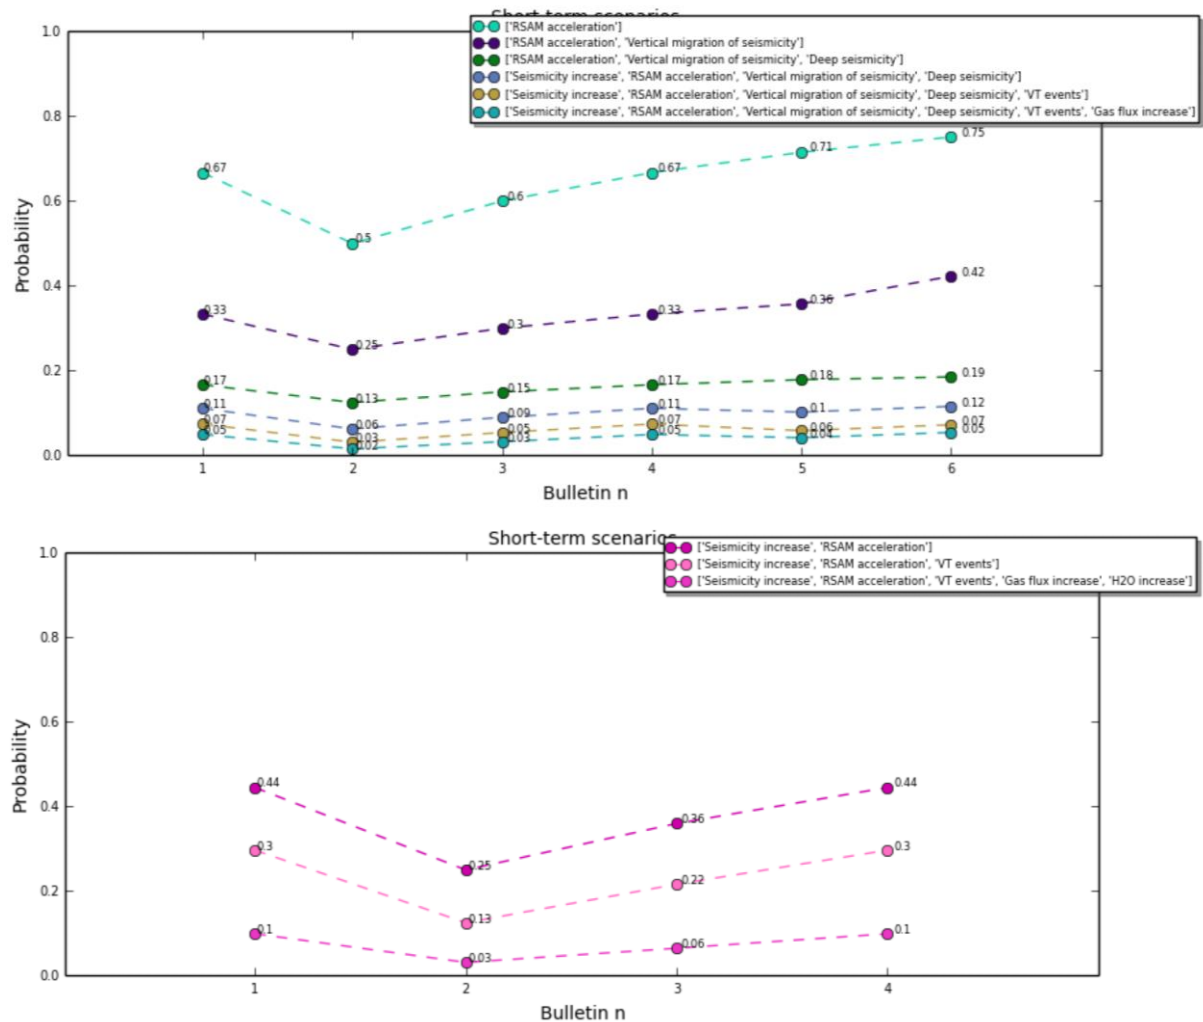 Short-term scenarios
['RSAM acceleration']
['RSAM acceleration', 'Vertical migration of seismicity']
['RSAM acceleration', 'Vertical migration of seismicity', 'Deep seismicity']
['Seismicity increase', 'RSAM acceleration', 'Vertical migration of seismicity', 'Deep seismicity']
['Seismicity increase', 'RSAM acceleration', 'Vertical migration of seismicity', 'Deep seismicity', 'VT events']
['Seismicity increase', 'RSAM acceleration', 'Vertical migration of seismicity', 'Deep seismicity', 'VT events', 'Gas flux increase']
1.0
0.8
0.6
0.4
0.2
0.0
Probability
0.67 0.5 0.6 0.67 0.71 0.75
0.33 0.25 0.3 0.33 0.36 0.42
0.17 0.13 0.15 0.17 0.18 0.19
0.11 0.06 0.09 0.11 0.1 0.12
0.07 0.03 0.05 0.07 0.06 0.07
0.05 0.02 0.03 0.05 0.04 0.05
1 2 3 4 5 6
Bulletin n
Short-term scenarios
['Seismicity increase', 'RSAM acceleration']
['Seismicity increase', 'RSAM acceleration', 'VT events']
['Seismicity increase', 'RSAM acceleration', 'VT events', 'Gas flux increase', 'H2O increase']
1.0
0.8
0.6
0.4
0.2
0.0
Probability
0.44 0.25 0.36 0.44
0.3 0.13 0.22 0.3
0.1 0.03 0.06 0.1
1 2 3 4
Bulletin n